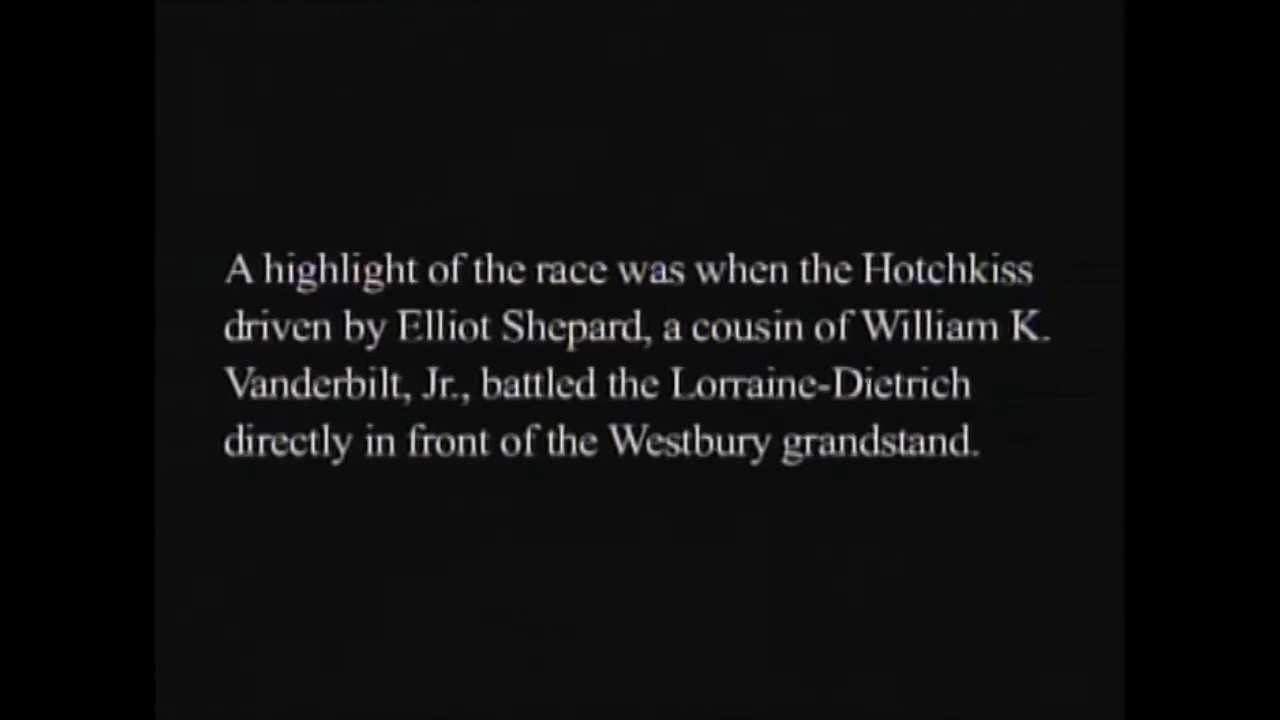 A highlight of the race was when the Hotchkiss
driven by Elliot Shepard, a cousin of William K.
Vanderbilt, Jr., battled the Lorraine-Dietrich
directly in front of the Westbury grandstand.